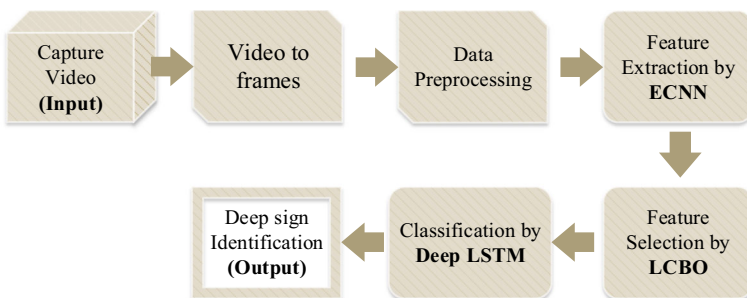 Capture
Video
(Input)
Video to
frames
Data
Preprocessing
Feature
Extraction by
ECNN
Feature
Selection by
LCBO
Classification by
Deep LSTM
Deep sign
Identification
(Output)